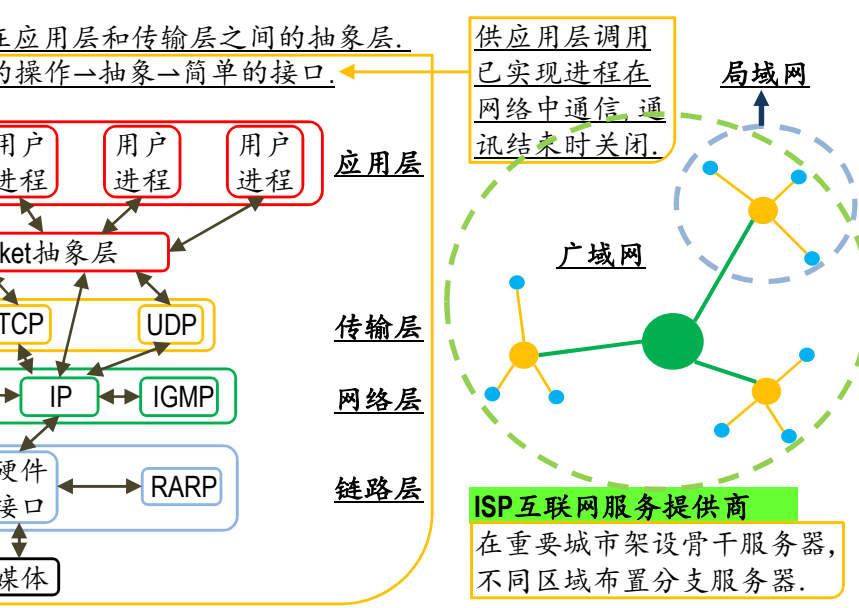 在应用层和传输层之间的抽象层.
的操作→抽象→简单的接口.
用户
进程
用户
进程
用户
进程
应用层
ket抽象层
TCP
UDP
传输层
IP
IGMP
网络层
硬件
接口
RARP
链路层
媒体
供应用层调用
已实现进程在
网络中通信,通
讯结束时关闭.
局域网
广域网
ISP互联网服务提供商
在重要城市架设骨干服务器,
不同区域布置分支服务器.